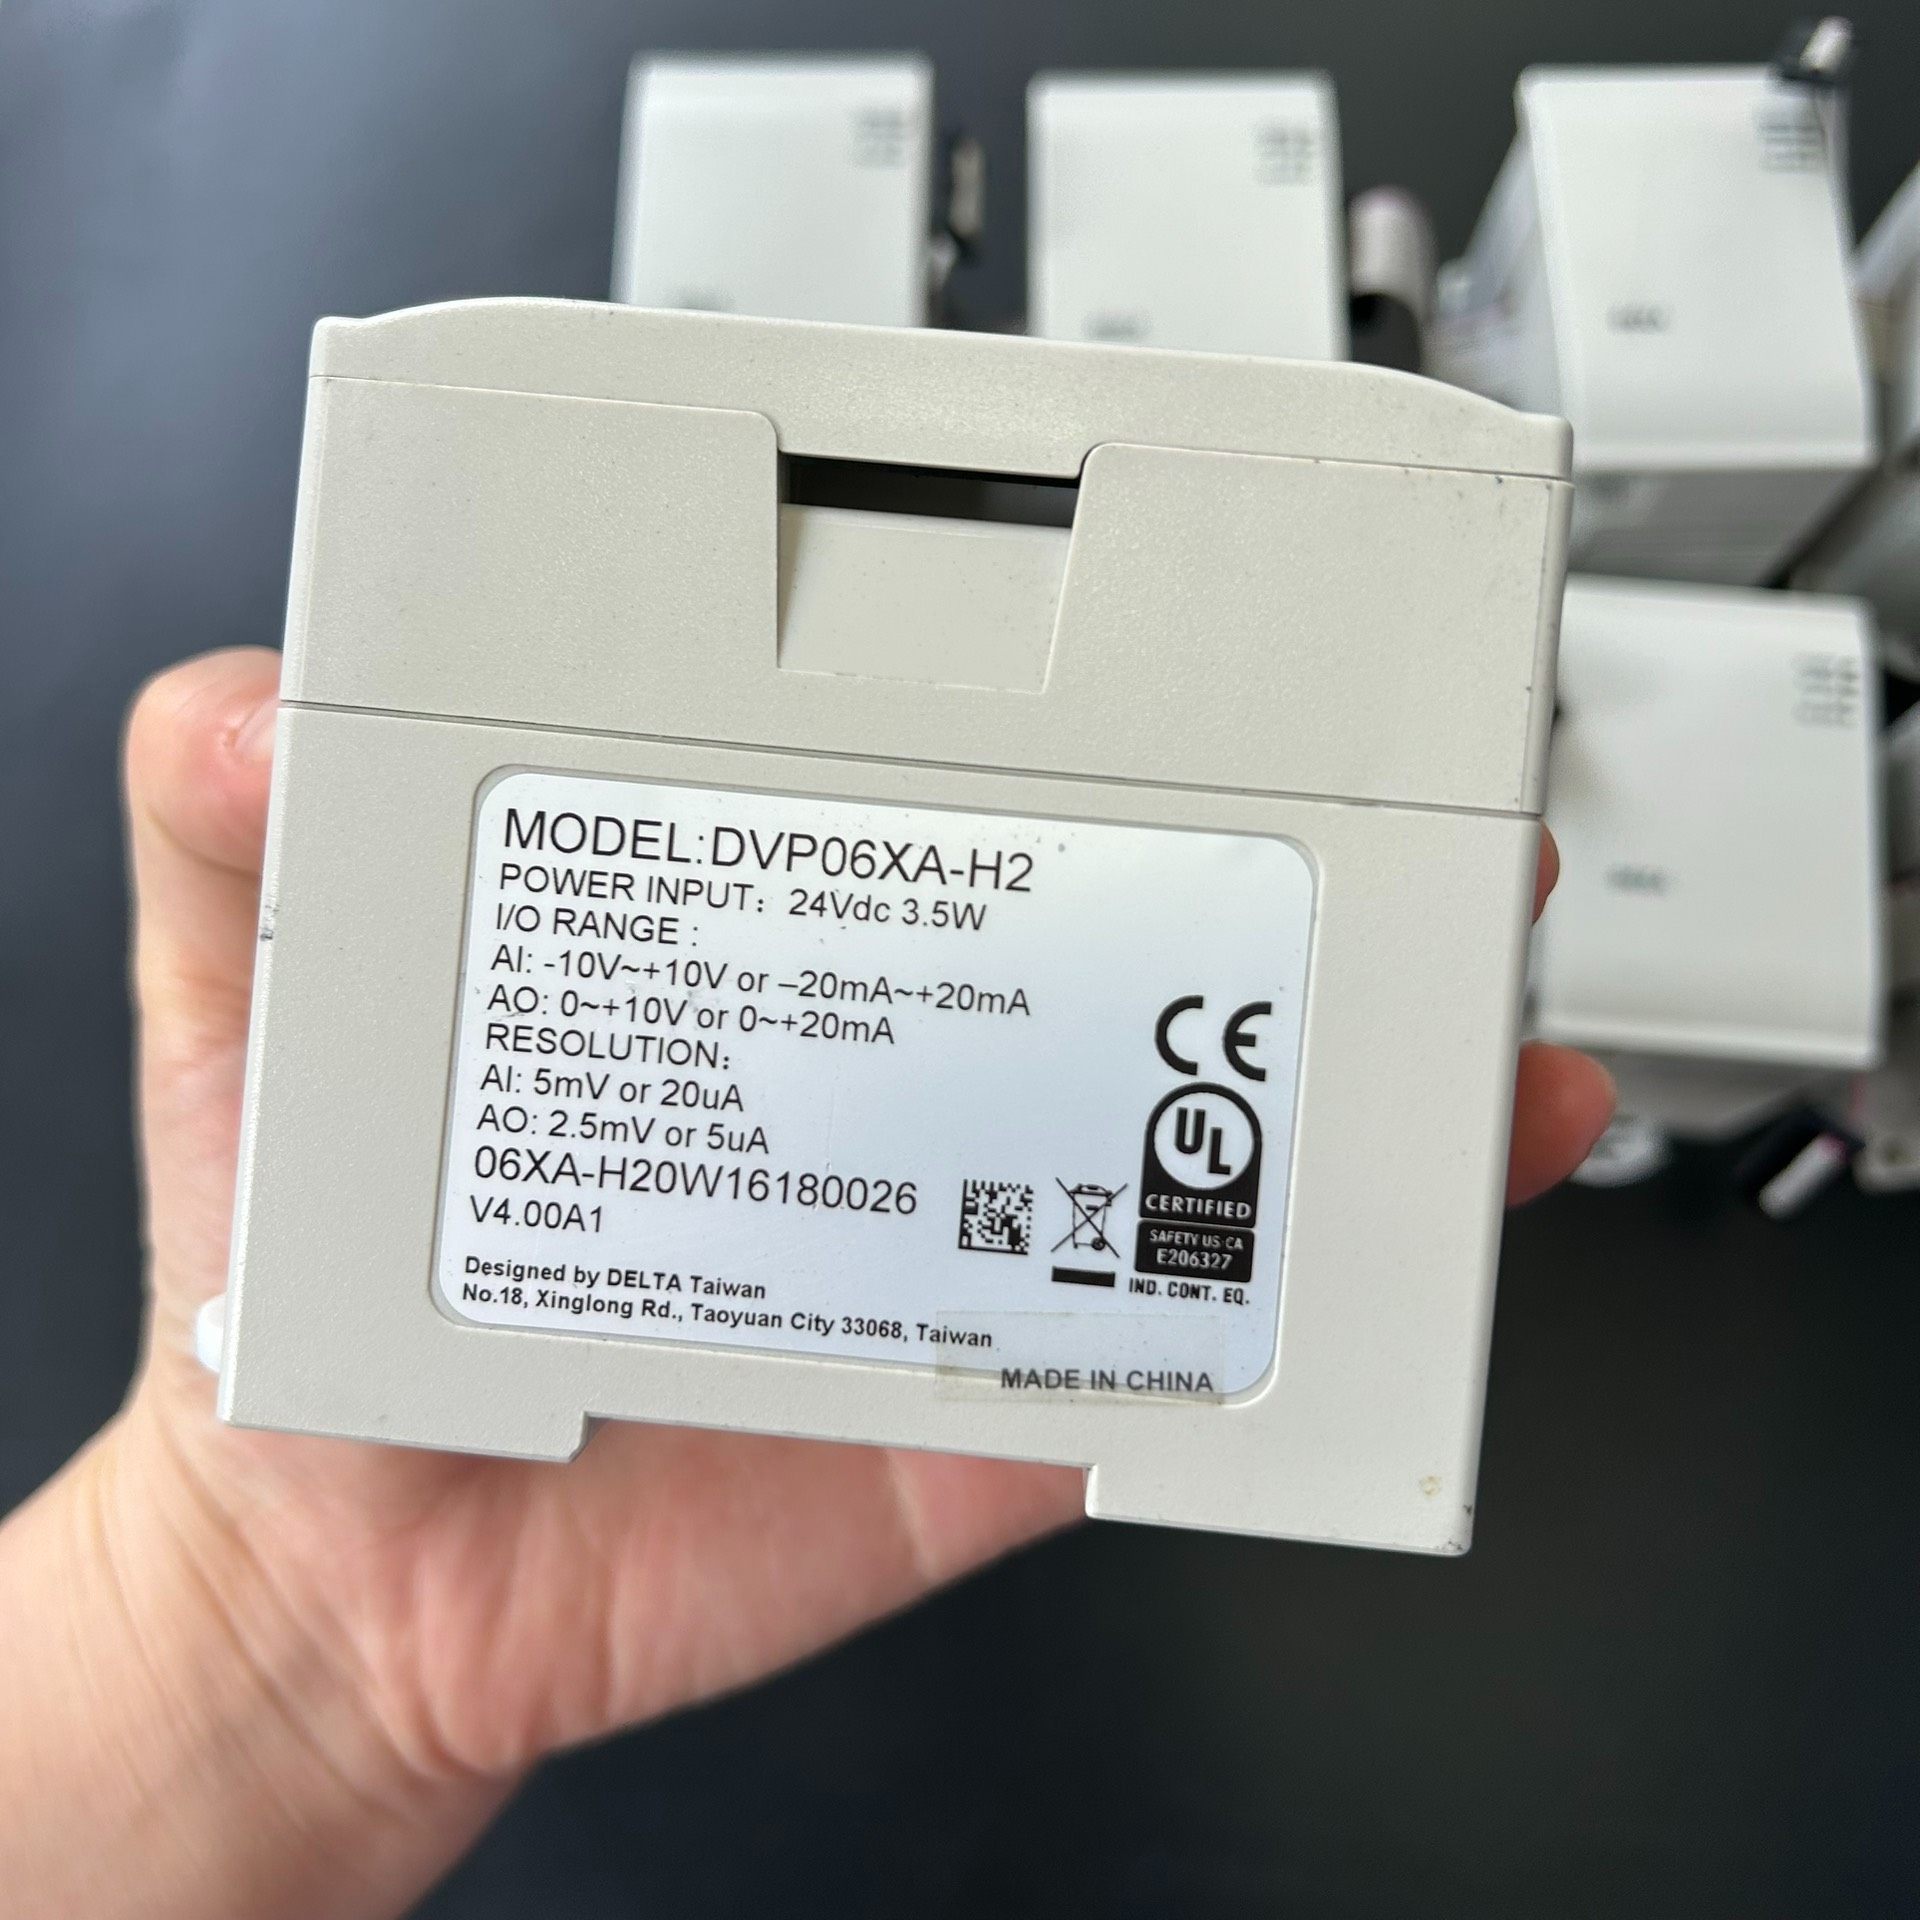 MODEL:DVP06XA-H2
POWER INPUT: 24Vdc 3.5W
I/O RANGE :
AI: -10V~+10V or –20mA~+20mA
AO: 0~+10V or 0~+20mA
RESOLUTION:
AI: 5mV or 20uA
AO: 2.5mV or 5uA
06XA-H20W16180026
V4.00A1
CE
UL
CERTIFIED
SAFETY US CA
E206327
IND. CONT. EQ.
Designed by DELTA Taiwan
No.18, Xinglong Rd., Taoyuan City 33068, Taiwan
MADE IN CHINA